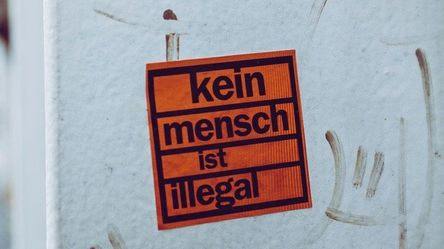 kein
mensch
ist
illegal